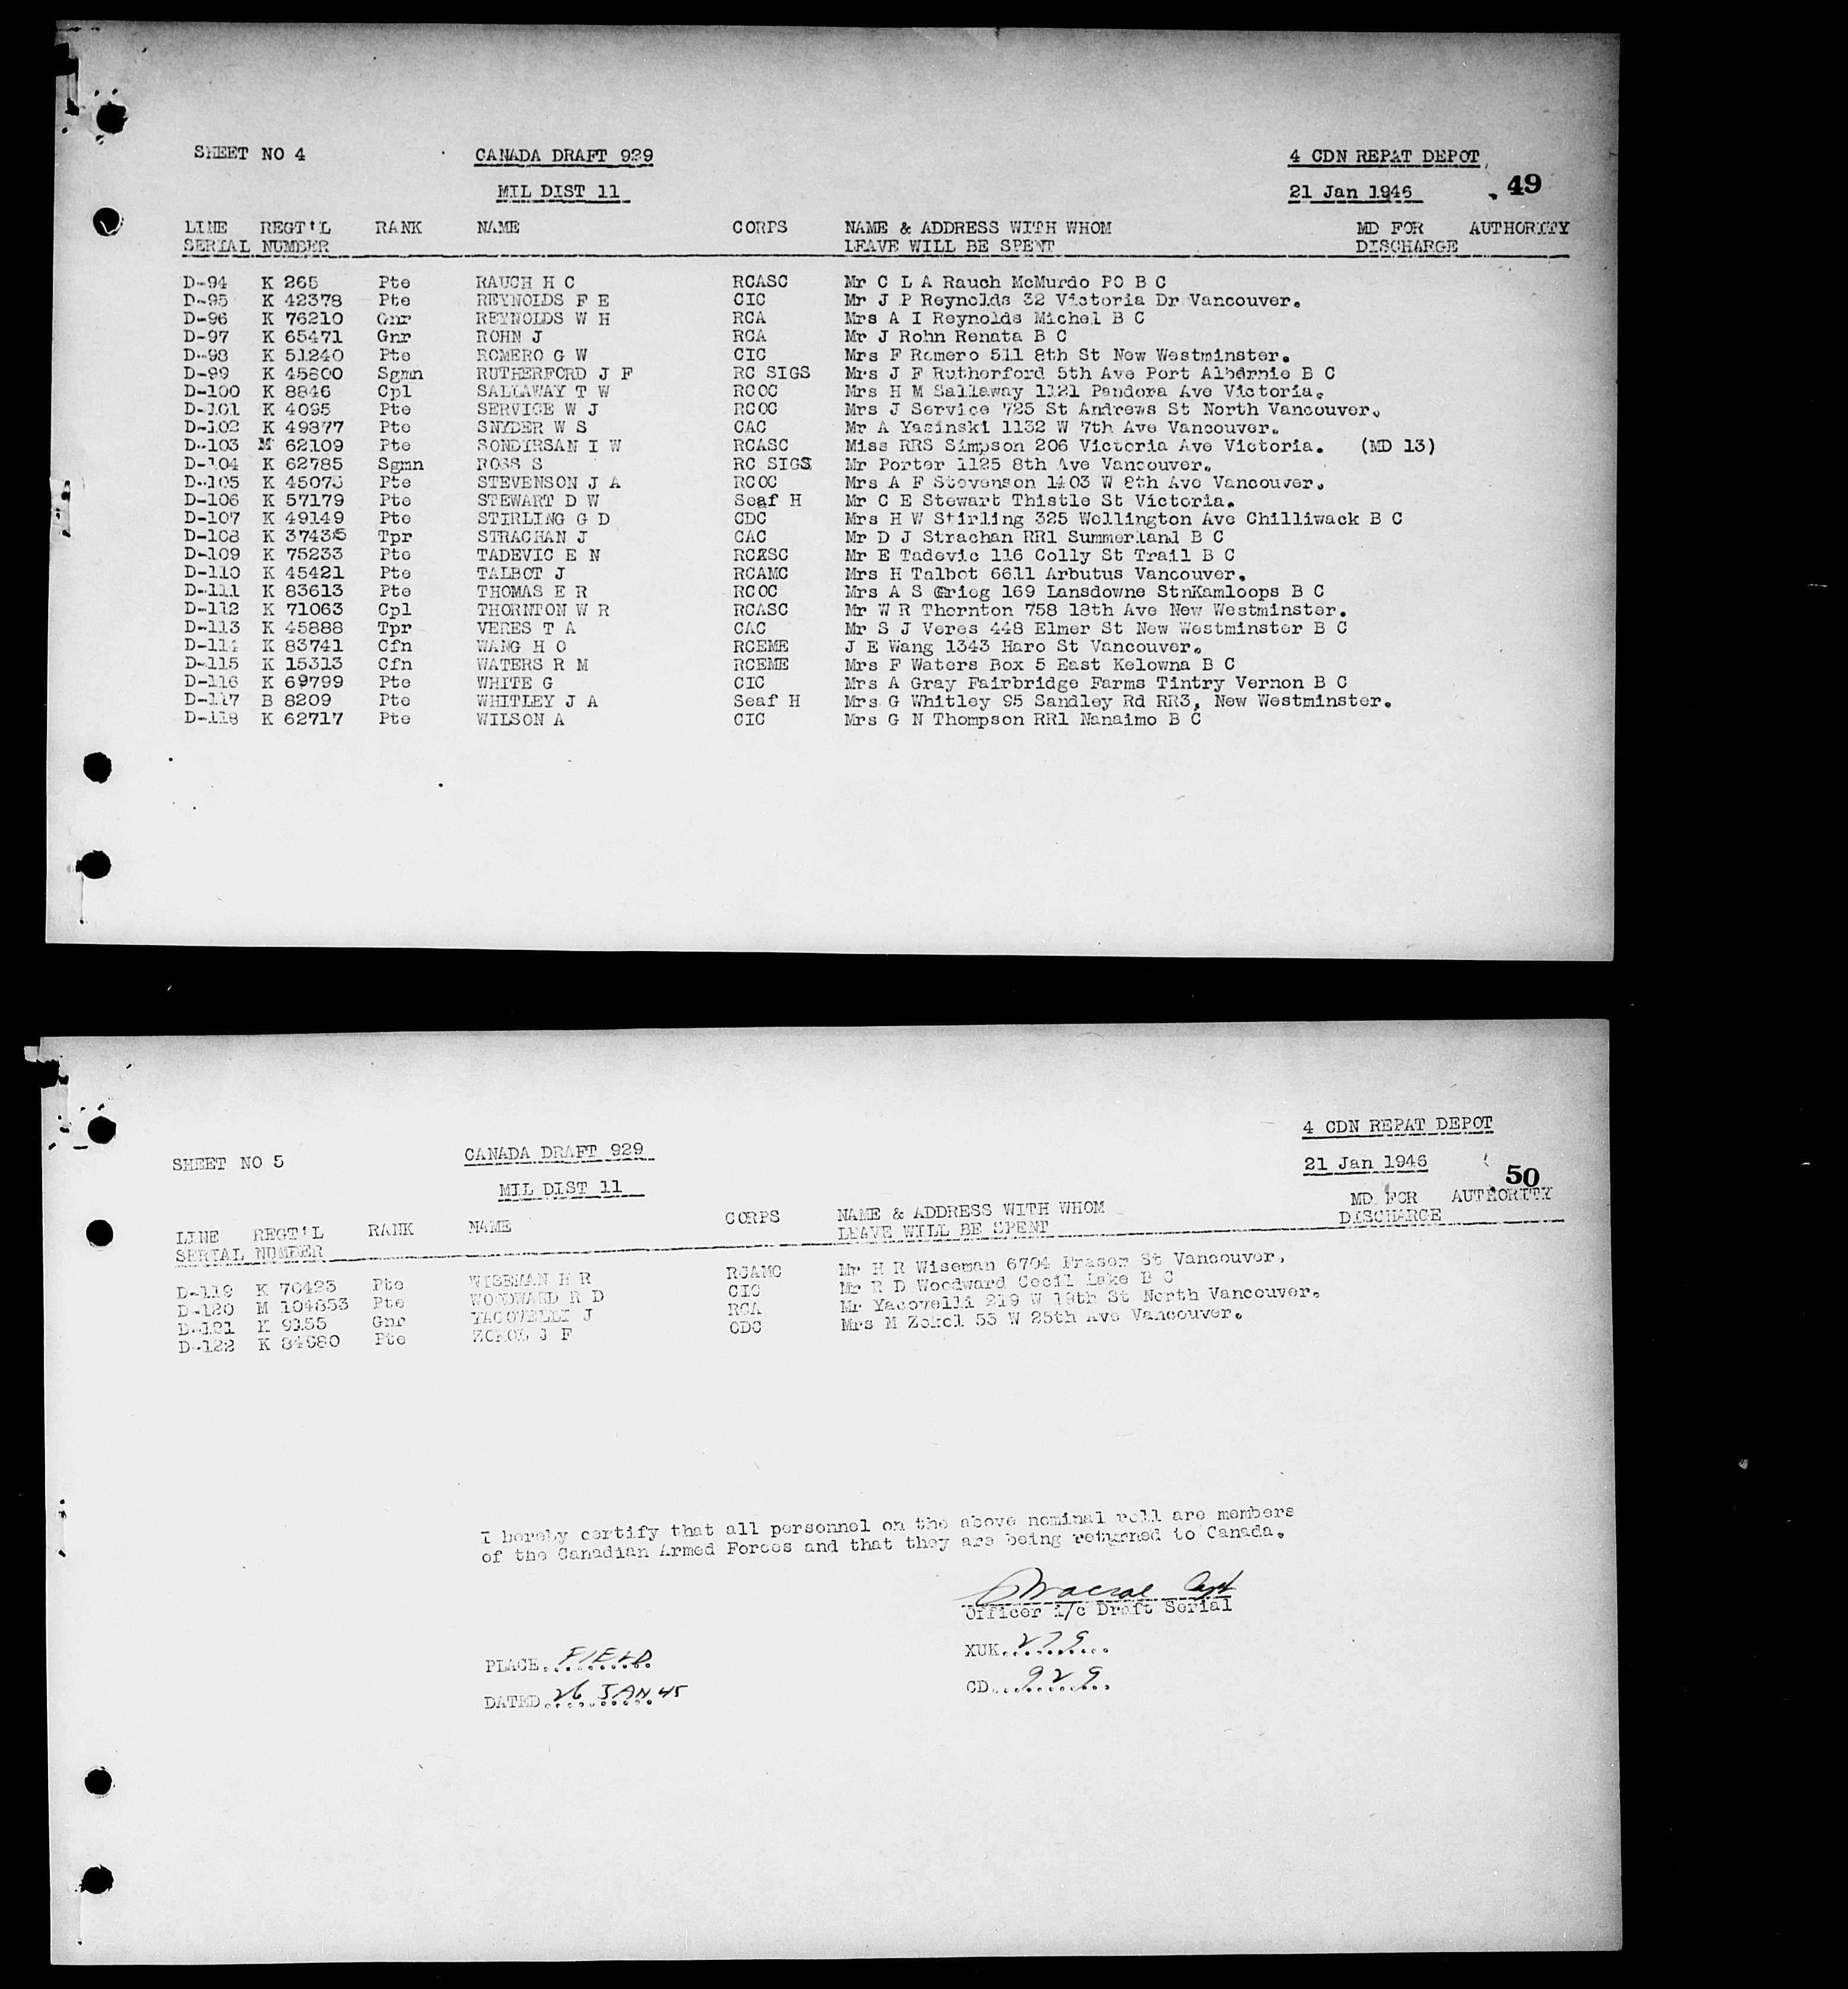 SHEET NO 4 CANADA DRAFT 929 4 CDN REPAT DEPOT
MIL DIST 11 21 Jan 1946 49
LINE REGT'L RANK NAME CORPS NAME & ADDRESS WITH WHOM MD FOR AUTHORITY
SERIAL NUMBER LEAVE WILL BE SPENT DISCHARGE
D-94 K 265 Pte RAUCH H C RCASC Mr C L A Rauch McMurdo PO B C
D-95 K 42378 Pte REYNOLDS F E CIC Mr J P Reynolds 32 Victoria Dr Vancouver.
D-96 K 76210 Gnr REYNOLDS W H RCA Mrs A I Reynolds Michel B C
D-97 K 65471 Gnr ROHN J RCA Mr J Rohn Renata B C
D-98 K 51240 Pte ROMERO G W CIC Mrs F Romero 511 8th St New Westminster.
D-99 K 45800 Sgmn RUTHERFORD J F RC SIGS Mrs J F Rutherford 5th Ave Port Albarnie B C
D-100 K 8846 Cpl SALLAWAY T W RCOC Mrs H M Sallaway 1121 Pandora Ave Victoria.
D-101 K 4095 Pte SERVICE W J RCOC Mrs J Service 725 St Andrews St North Vancouver.
D-102 K 49877 Pte SNYDER W S CAC Mr A Yasinski 1132 W 7th Ave Vancouver.
D-103 M 62109 Pte SONDIRSAN I W RCASC Miss RRS Simpson 206 Victoria Ave Victoria. (MD 13)
D-104 K 62785 Sgmn ROSS S RC SIGS Mr Porter 1125 8th Ave Vancouver.
D-105 K 45073 Pte STEVENSON J A RCOC Mrs A F Stevenson 1403 W 8th Ave Vancouver.
D-106 K 57179 Pte STEWART D W Seaf H Mr C E Stewart Thistle St Victoria.
D-107 K 49149 Pte STIRLING G D CDC Mrs H W Stirling 325 Wellington Ave Chilliwack B C
D-108 K 37435 Tpr STRACHAN J CAC Mr D J Strachan RR1 Summerland B C
D-109 K 75233 Pte TADEVIC E N RCASC Mr E Tadevic 116 Colly St Trail B C
D-110 K 45421 Pte TALBOT J RCAMC Mrs H Talbot 6611 Arbutus Vancouver.
D-111 K 83613 Pte THOMAS E R RCOC Mrs A S Grieg 169 Lansdowne StnKamloops B C
D-112 K 71063 Cpl THORNTON W R RCASC Mr W R Thornton 758 18th Ave New Westminster.
D-113 K 45888 Tpr VERES T A CAC Mr S J Veres 448 Elmer St New Westminster B C
D-114 K 83741 Cfn WANG H O RCEME J E Wang 1343 Haro St Vancouver.
D-115 K 15313 Cfn WATERS R M RCEME Mrs F Waters Box 5 East Kelowna B C
D-116 K 69799 Pte WHITE G CIC Mrs A Gray Fairbridge Farms Tintry Vernon B C
D-117 B 8209 Pte WHITLEY J A Seaf H Mrs G Whitley 95 Sandley Rd RR3, New Westminster.
D-118 K 62717 Pte WILSON A CIC Mrs G N Thompson RR1 Nanaimo B C
SHEET NO 5 CANADA DRAFT 929 4 CDN REPAT DEPOT
MIL DIST 11 21 Jan 1946 50
LINE REGT'L RANK NAME CORPS NAME & ADDRESS WITH WHOM MD FOR AUTHORITY
SERIAL NUMBER LEAVE WILL BE SPENT DISCHARGE
D-119 K 70423 Pte WISEMAN H R RCAMC Mr H R Wiseman 6704 Fraser St Vancouver.
D-120 M 104853 Pte WOODWARD R D CIC Mr R D Woodward Cecil Lake B C
D-121 K 9155 Gnr YACOVELLI J RCA Mr Yacovelli 219 W 19th St North Vancouver.
D-122 K 84980 Pte ZOKOL J F CDC Mrs M Zokol 53 W 25th Ave Vancouver.
I hereby certify that all personnel on the above nominal roll are members
of the Canadian Armed Forces and that they are being returned to Canada.
Macrae Capt
Officer i/c Draft Serial
PLACE. FIELD XUK. 279
DATED. 26 JAN 45 CD. 929